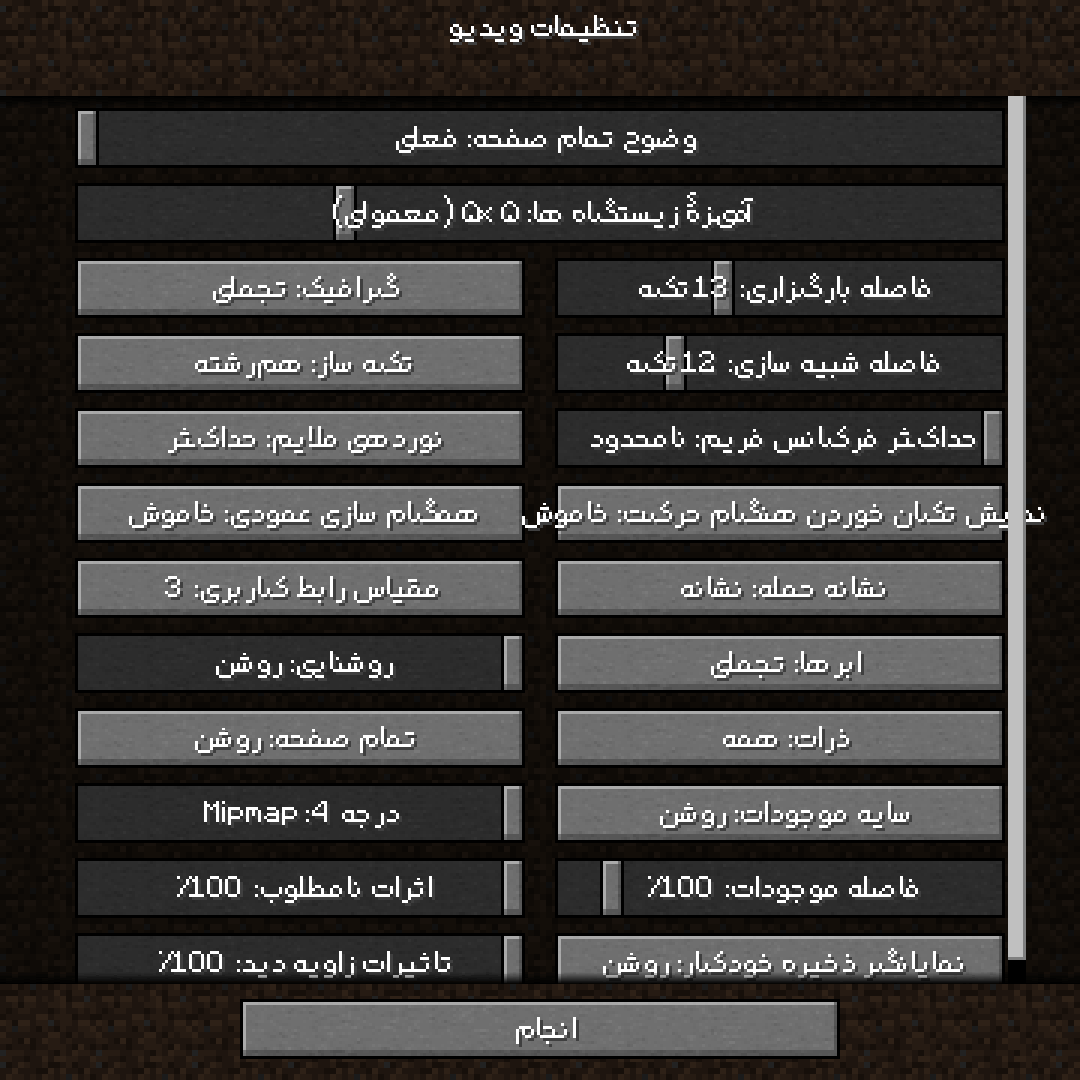 تنظیمات ویدیو
وضوح تمام صفحه: فعلی
آمیزهٔ زیستگاه ها: ۵x۵ (معمولی)
فاصله بارگزاری: 13 تکه
گرافیک: تجملی
فاصله شبیه سازی: 12 تکه
تکه ساز: هم‌رشته
حداکثر فرکانس فریم: نامحدود
نوردهی ملایم: حداکثر
نمایش تکان خوردن هنگام حرکت: خاموش
همگام سازی عمودی: خاموش
نشانه حمله: نشانه
مقیاس رابط کاربری: 3
ابرها: تجملی
روشنایی: روشن
ذرات: همه
تمام صفحه: روشن
سایه موجودات: روشن
درجه 4: Mipmap
فاصله موجودات: 100٪
اثرات نامطلوب: 100٪
نمایانگر ذخیره خودکار: روشن
تاثیرات زاویه دید: 100٪
انجام